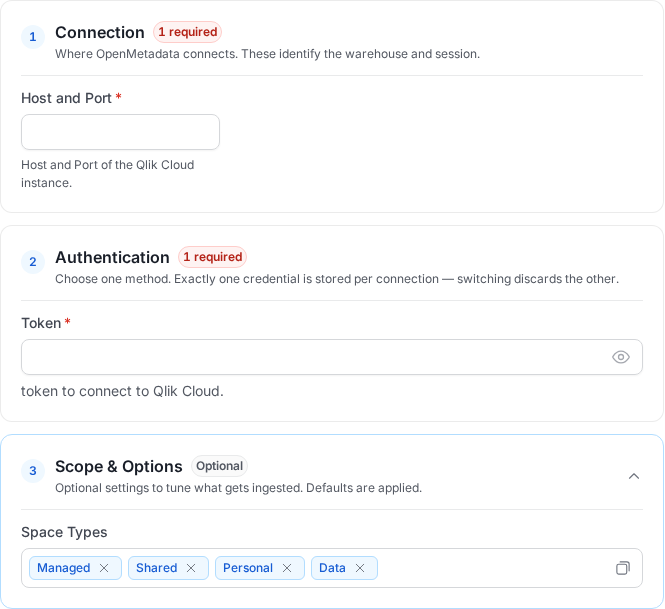 1 Connection 1 required
Where OpenMetadata connects. These identify the warehouse and session.
Host and Port *
Host and Port of the Qlik Cloud
instance.
2 Authentication 1 required
Choose one method. Exactly one credential is stored per connection — switching discards the other.
Token *
token to connect to Qlik Cloud.
3 Scope & Options Optional
Optional settings to tune what gets ingested. Defaults are applied.
Space Types
Managed Shared Personal Data